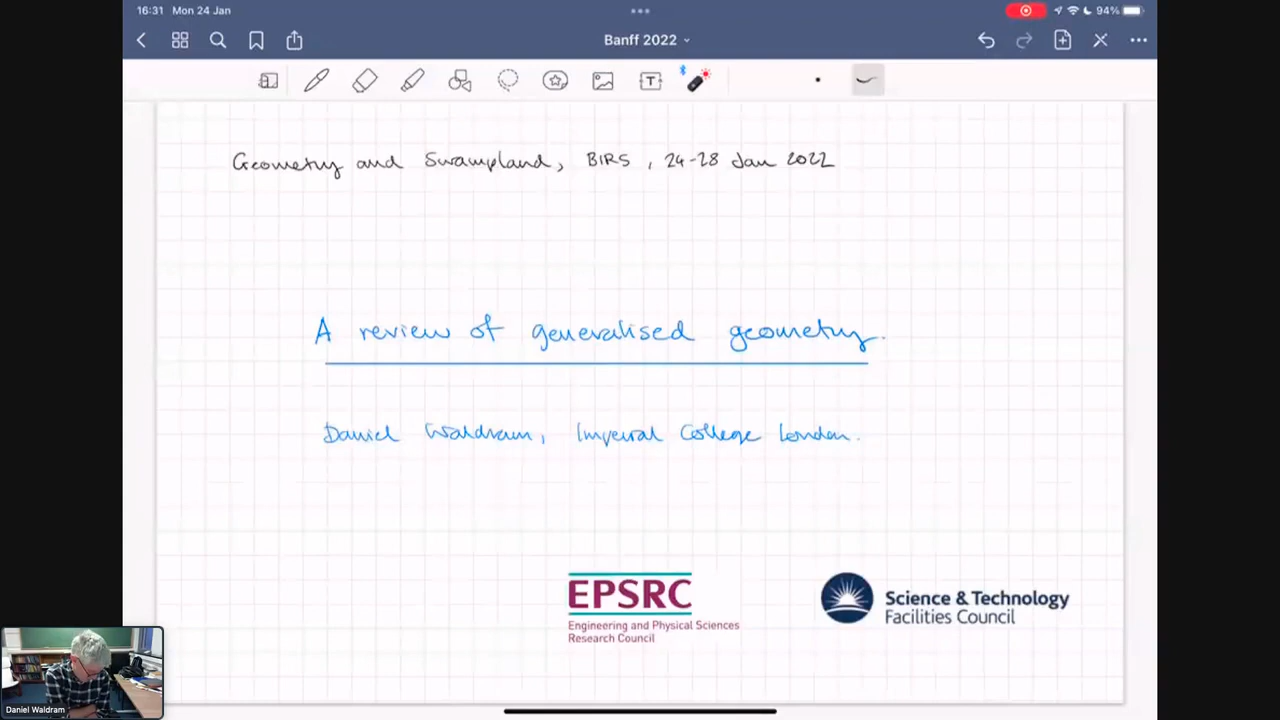 16:31 Mon 24 Jan
94%
Banff 2022
T
Geometry and Swampland, BIRS, 24-28 Jan 2022
A review of generalised geometry.
Daniel Waldram, Imperial College London.
EPSRC
Engineering and Physical Sciences
Research Council
Science & Technology
Facilities Council
Daniel Waldram